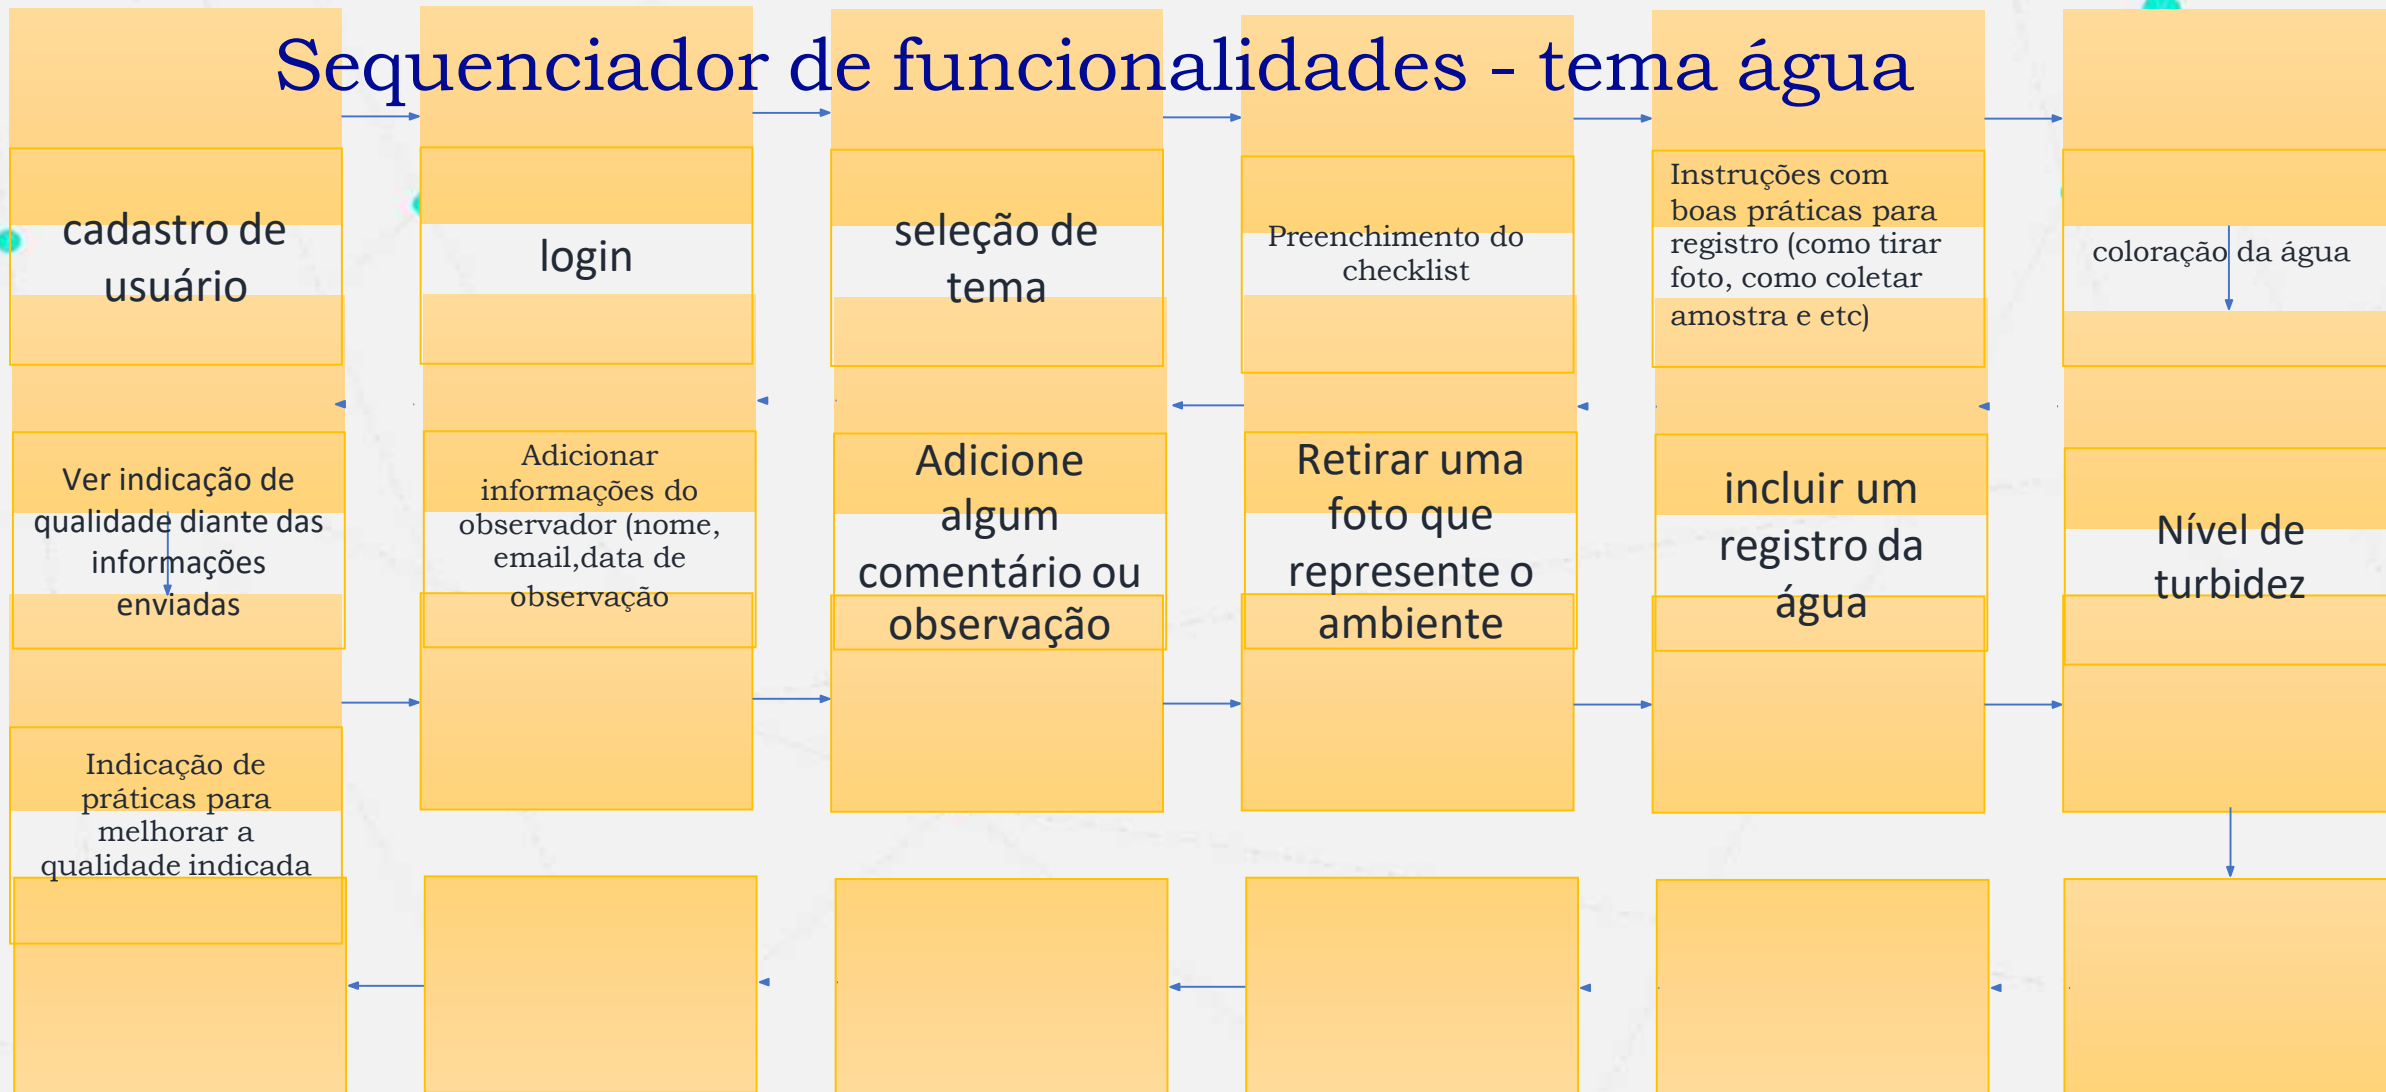 Sequenciador de funcionalidades - tema água
cadastro de
usuário
login
seleção de
tema
Preenchimento do
checklist
Instruções com
boas práticas para
registro (como tirar
foto, como coletar
amostra e etc)
coloração da água
Ver indicação de
qualidade diante das
informações
enviadas
Adicionar
informações do
observador (nome,
email,data de
observação
Adicione
algum
comentário ou
observação
Retirar uma
foto que
represente o
ambiente
incluir um
registro da
água
Nível de
turbidez
Indicação de
práticas para
melhorar a
qualidade indicada